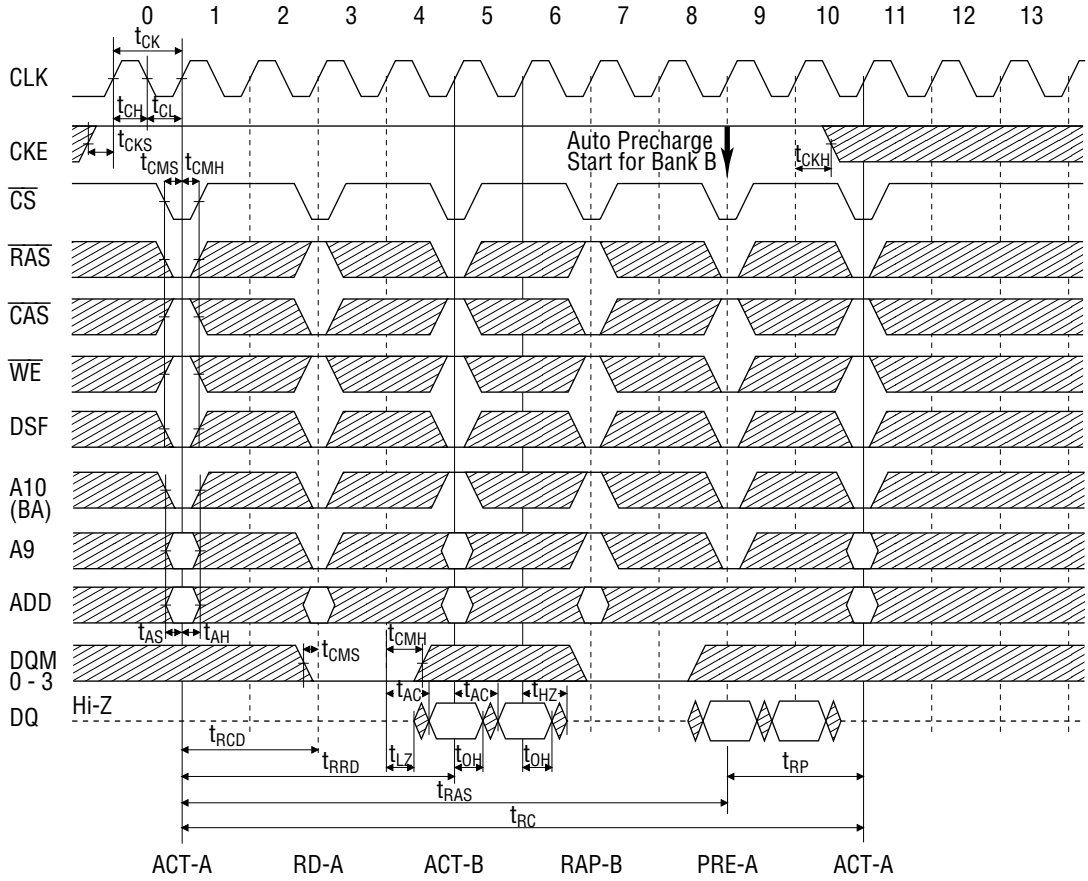 0 1 2 3 4 5 6 7 8 9 10 11 12 13
tCK
CLK
tCH tCL
CKE
tCKS
Auto Precharge
Start for Bank B
tCKH
tCMS tCMH
CS
RAS
CAS
WE
DSF
A10
(BA)
A9
ADD
tAS tAH
tCMH
DQM
0 - 3
tCMS
tAC tAC tHZ
Hi-Z
DQ
tRCD
tLZ tOH tOH
tRRD
tRP
tRAS
tRC
ACT-A RD-A ACT-B RAP-B PRE-A ACT-A